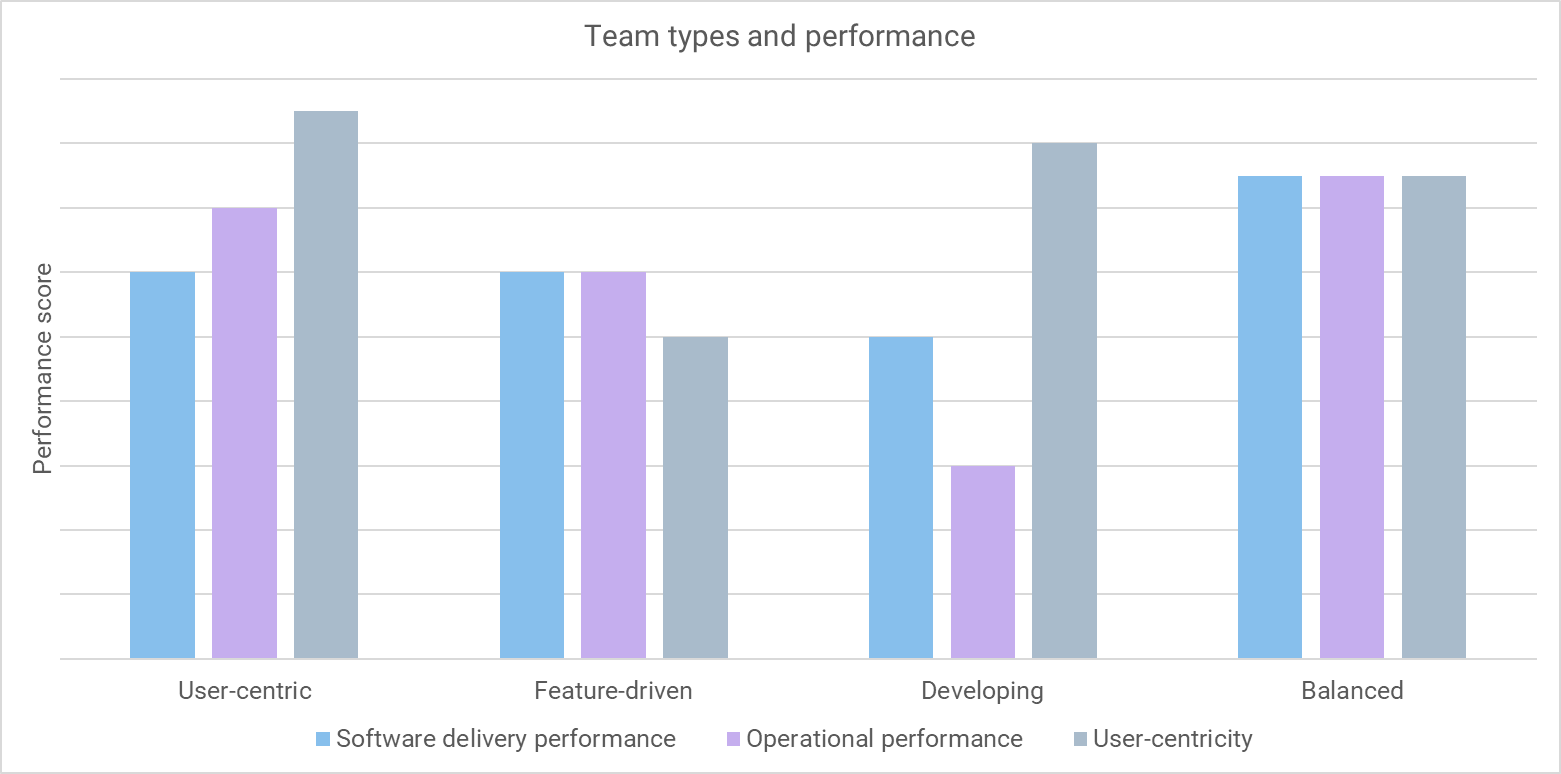 Team types and performance
Performance score
User-centric
Feature-driven
Developing
Balanced
Software delivery performance
Operational performance
User-centricity